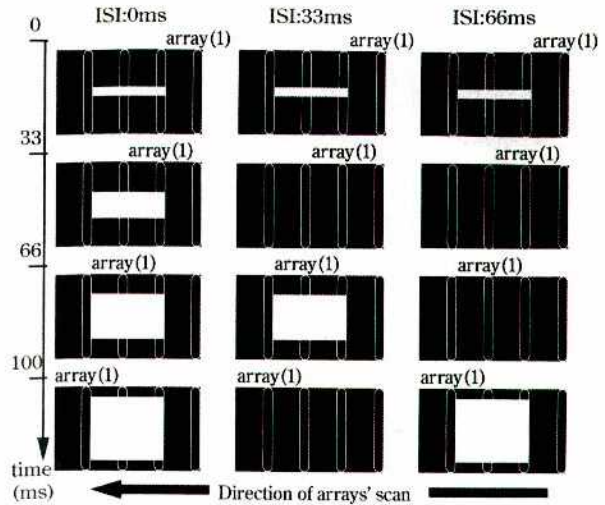 ISI:0ms ISI:33ms ISI:66ms
0
array(1) array(1) array(1)
33
array(1) array(1) array(1)
66
array(1) array(1) array(1)
100
array(1) array(1) array(1)
time
(ms)
Direction of arrays' scan